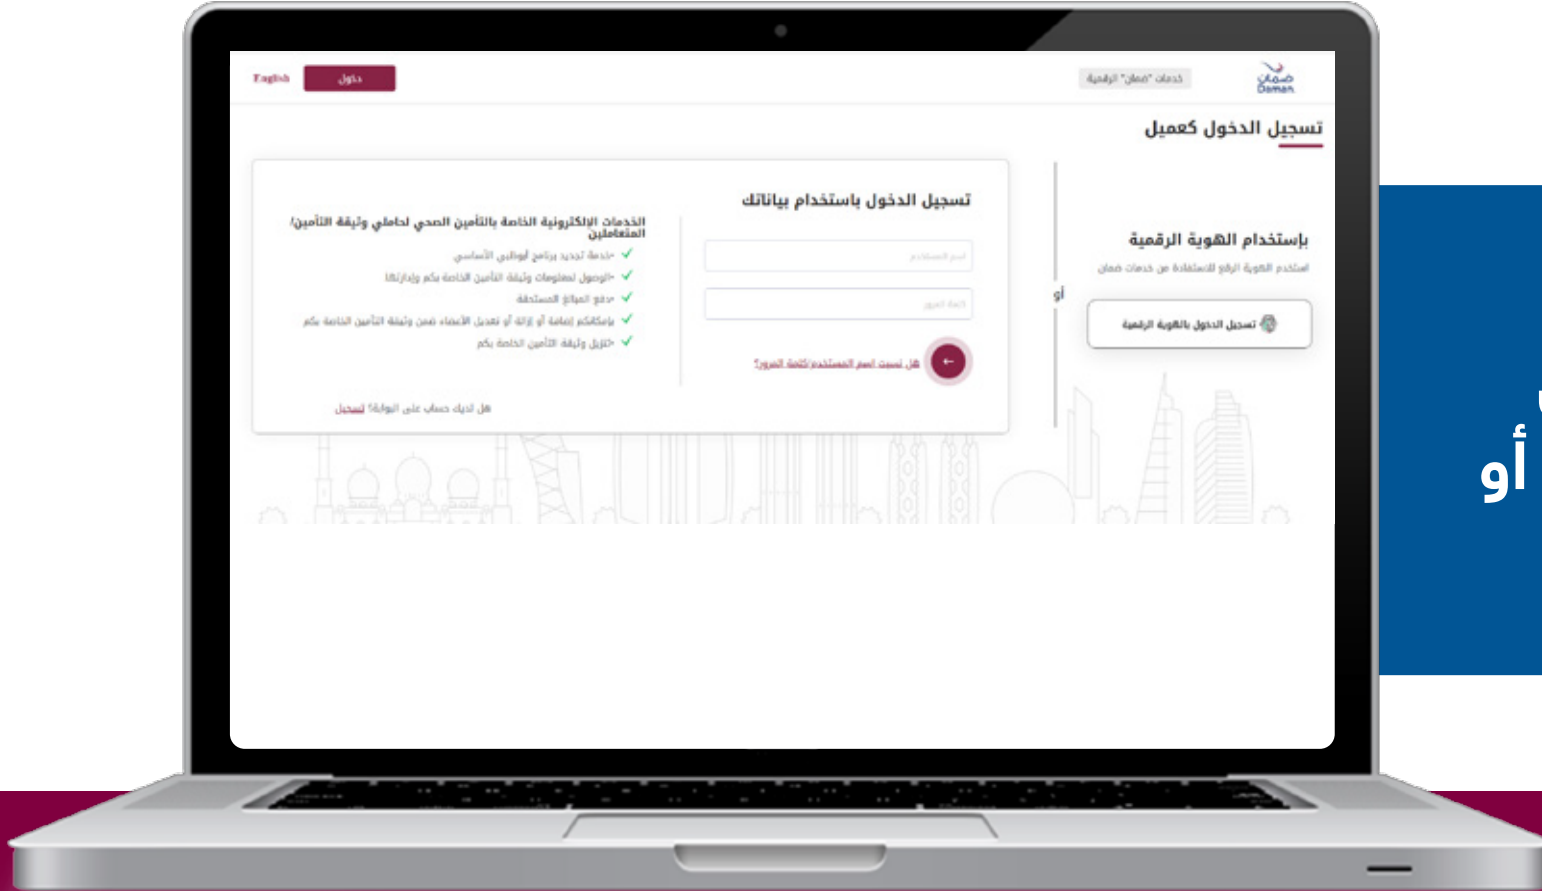 ضمان
Daman
خدمات "ضمان" الرقمية
دخول
English
تسجيل الدخول كعميل
بإستخدام الهوية الرقمية
استخدم الهوية الرقم للاستفادة من خدمات ضمان
تسجيل الدخول بالهوية الرقمية
أو
تسجيل الدخول باستخدام بياناتك
اسم المستخدم
كلمة المرور
هل نسيت اسم المستخدم/كلمة المرور؟
الخدمات الإلكترونية الخاصة بالتأمين الصحي لحاملي وثيقة التأمين/
المتعاملين
خدمة تجديد برنامج أبوظبي الأساسي
الوصول لمعلومات وثيقة التأمين الخاصة بكم وإدارتها
دفع المبالغ المستحقة
بإمكانكم إضافة أو إزالة أو تعديل الأعضاء ضمن وثيقة التأمين الخاصة بكم
تنزيل وثيقة التأمين الخاصة بكم
هل لديك حساب على البوابة؟ تسجيل
أو